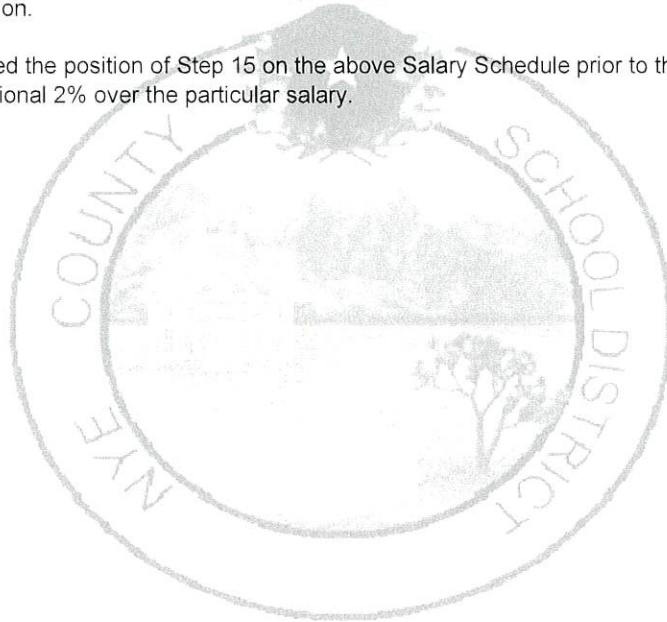 on.
ed the position of Step 15 on the above Salary Schedule prior to th
ional 2% over the particular salary.
NYE COUNTY SCHOOL DISTRICT